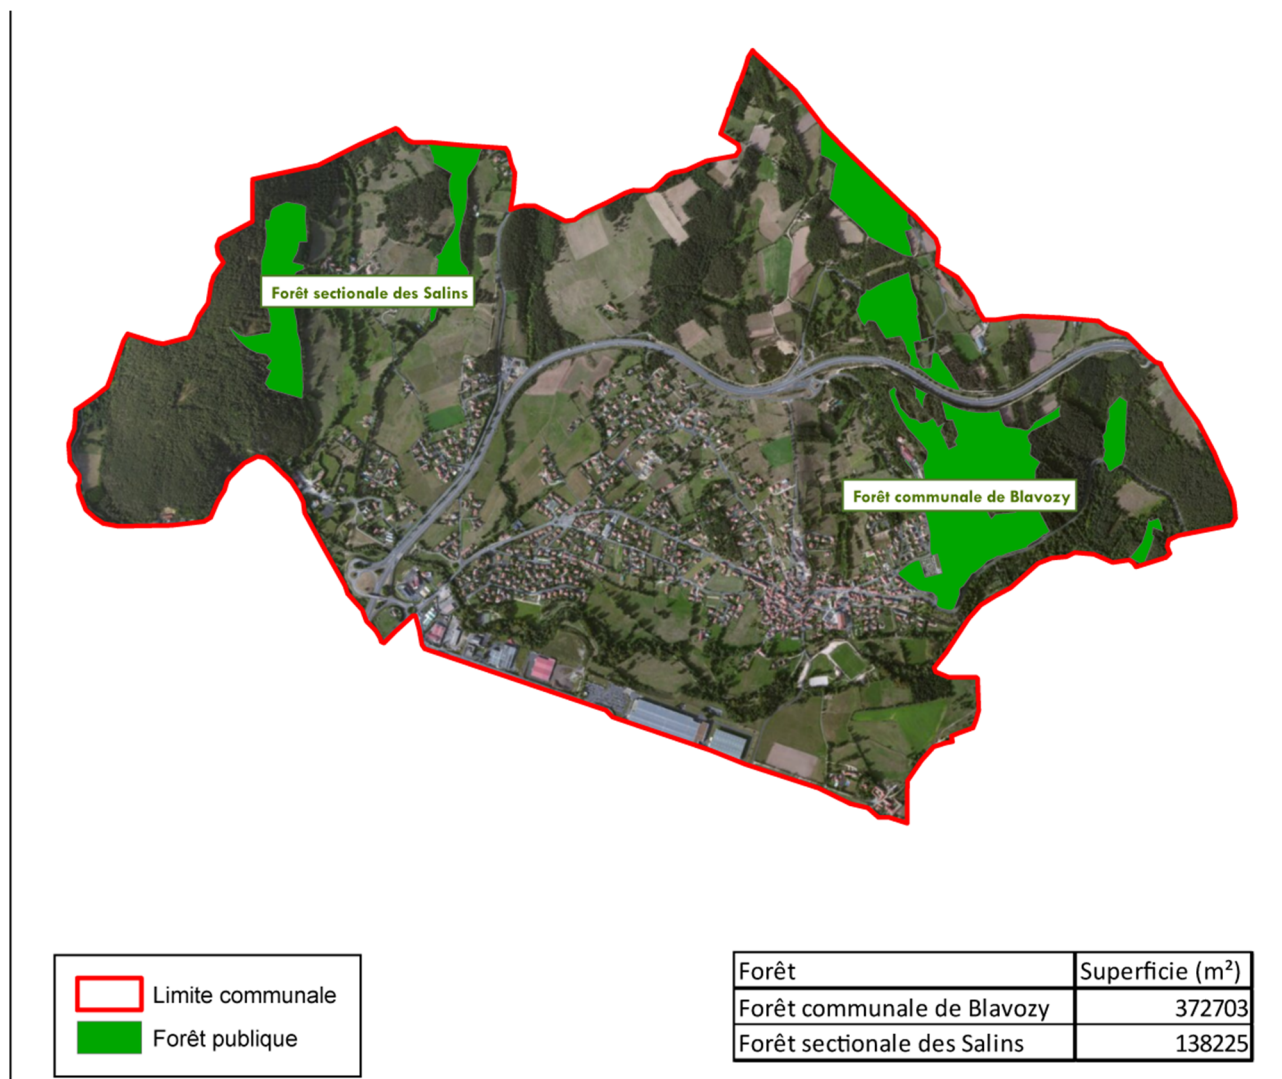 Forêt sectionale des Salins
Forêt communale de Blavozy
Limite communale
Forêt publique
Forêt Superficie (m²)
Forêt communale de Blavozy 372703
Forêt sectionale des Salins 138225